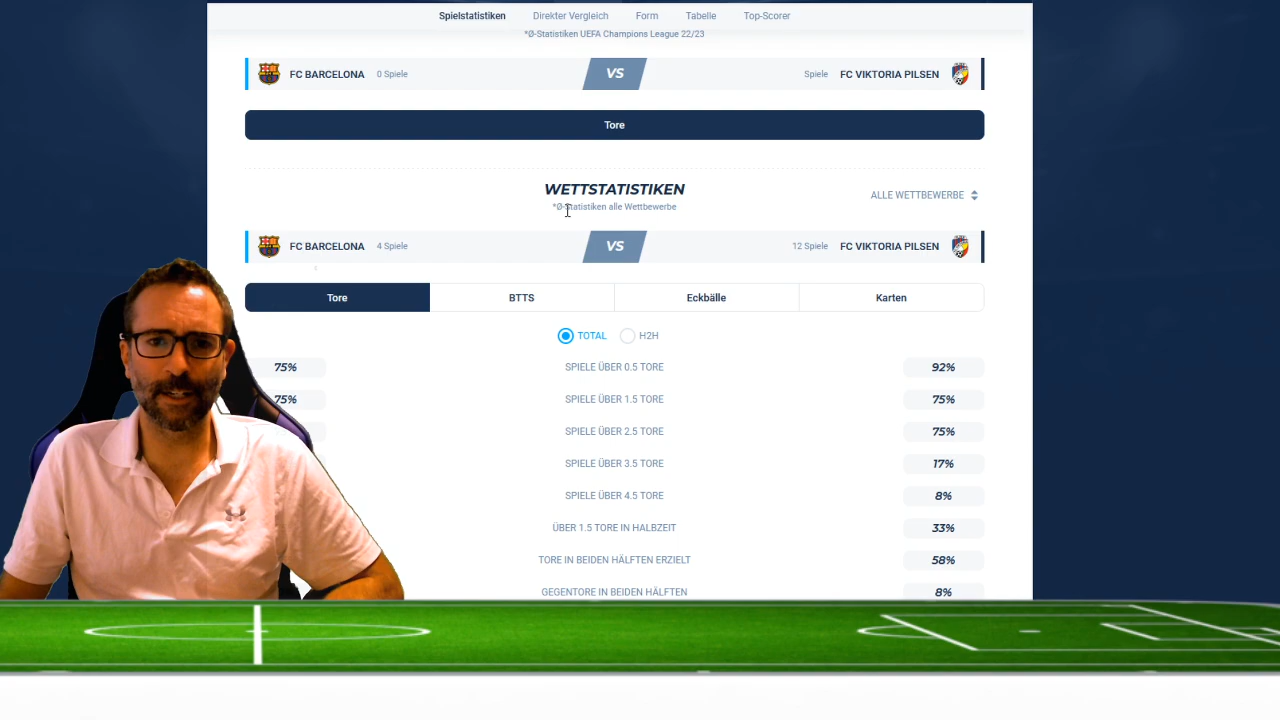 Spielstatistiken Direkter Vergleich Form Tabelle Top-Scorer
*Ø-Statistiken UEFA Champions League 22/23
FC BARCELONA 0 Spiele VS Spiele FC VIKTORIA PILSEN
Tore
WETTSTATISTIKEN
ALLE WETTBEWERBE
*Ø-Statistiken alle Wettbewerbe
FC BARCELONA 4 Spiele VS 12 Spiele FC VIKTORIA PILSEN
Tore BTTS Eckbälle Karten
TOTAL H2H
75% SPIELE ÜBER 0.5 TORE 92%
75% SPIELE ÜBER 1.5 TORE 75%
SPIELE ÜBER 2.5 TORE 75%
SPIELE ÜBER 3.5 TORE 17%
SPIELE ÜBER 4.5 TORE 8%
ÜBER 1.5 TORE IN HALBZEIT 33%
TORE IN BEIDEN HÄLFTEN ERZIELT 58%
GEGENTORE IN BEIDEN HÄLFTEN 8%